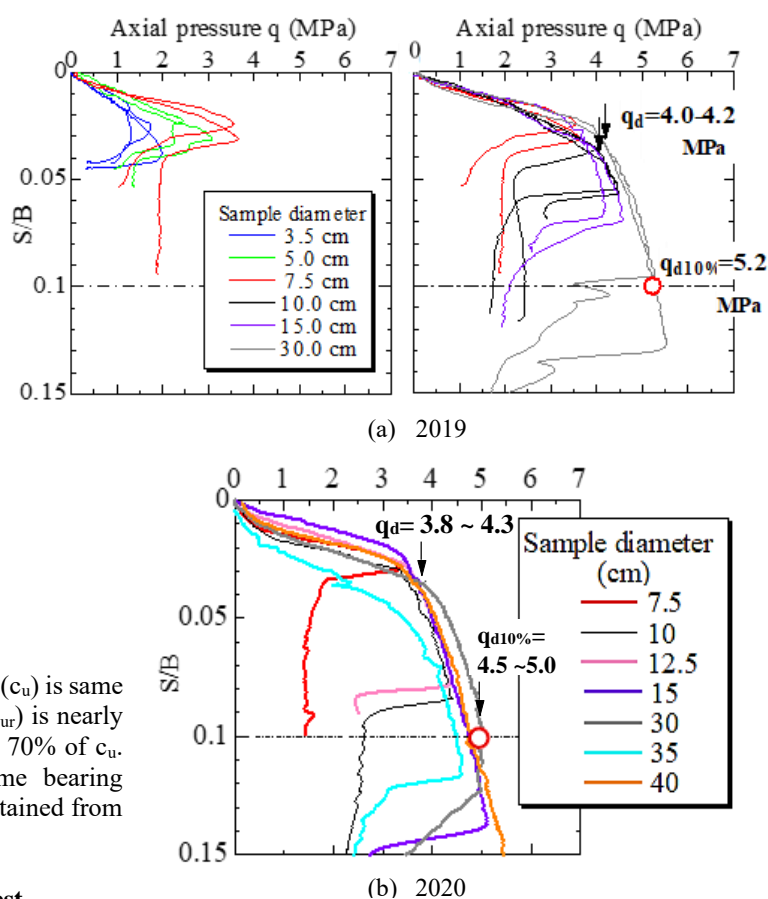 Axial pressure q (MPa)
0 1 2 3 4 5 6 7
0
0.05
0.1
0.15
S/B
Sample diameter
3.5 cm
5.0 cm
7.5 cm
10.0 cm
15.0 cm
30.0 cm
Axial pressure q (MPa)
0 1 2 3 4 5 6 7
qd=4.0-4.2
MPa
qd10%=5.2
MPa
(a) 2019
0 1 2 3 4 5 6 7
0
0.05
0.1
0.15
S/B
qd= 3.8 ~ 4.3
qd10%=
4.5 ~5.0
Sample diameter
(cm)
7.5
10
12.5
15
30
35
40
(b) 2020
(cu) is same
ur) is nearly
70% of cu.
me bearing
tained from
est